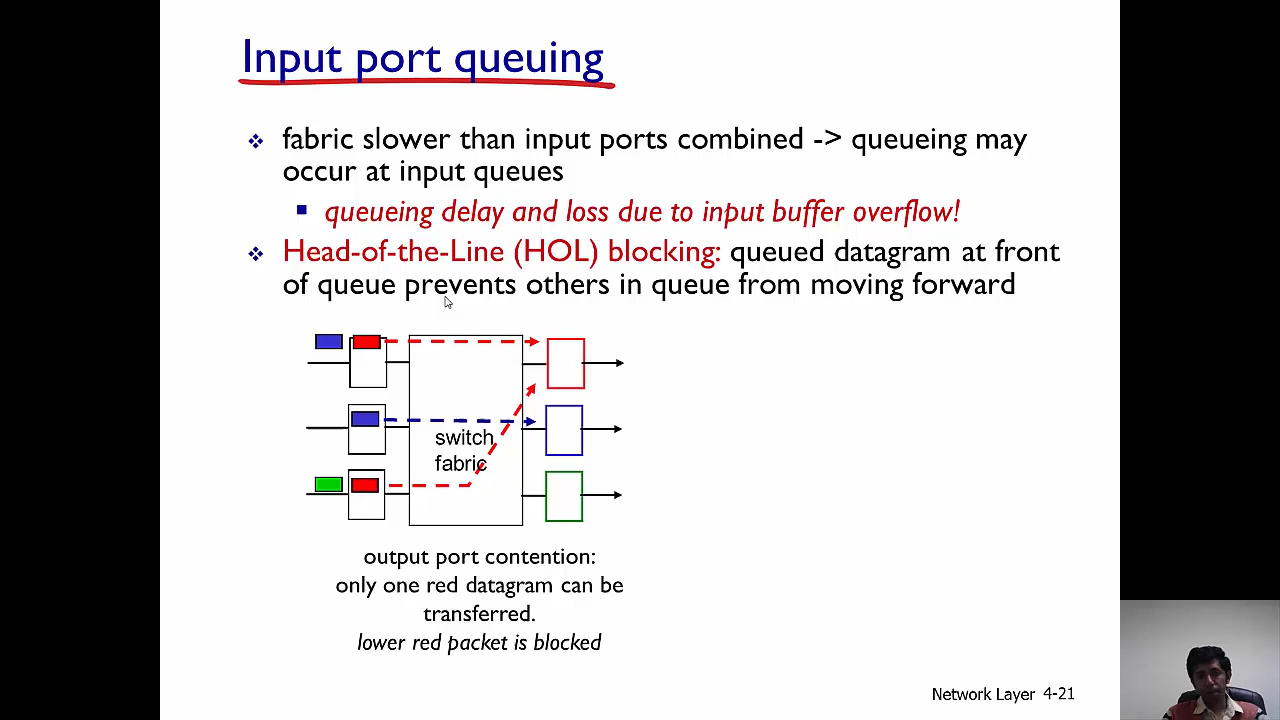 Input port queuing
fabric slower than input ports combined -> queueing may
occur at input queues
queueing delay and loss due to input buffer overflow!
Head-of-the-Line (HOL) blocking: queued datagram at front
of queue prevents others in queue from moving forward
switch
fabric
output port contention:
only one red datagram can be
transferred.
lower red packet is blocked
Network Layer 4-21